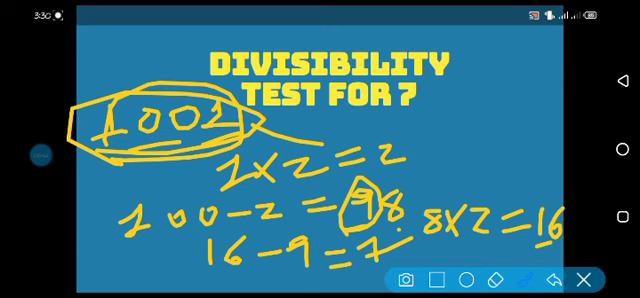 3:30
DIVISIBILITY
TEST FOR 7
1001
1×2=2
100-2=98 8×2=16
16-9=7